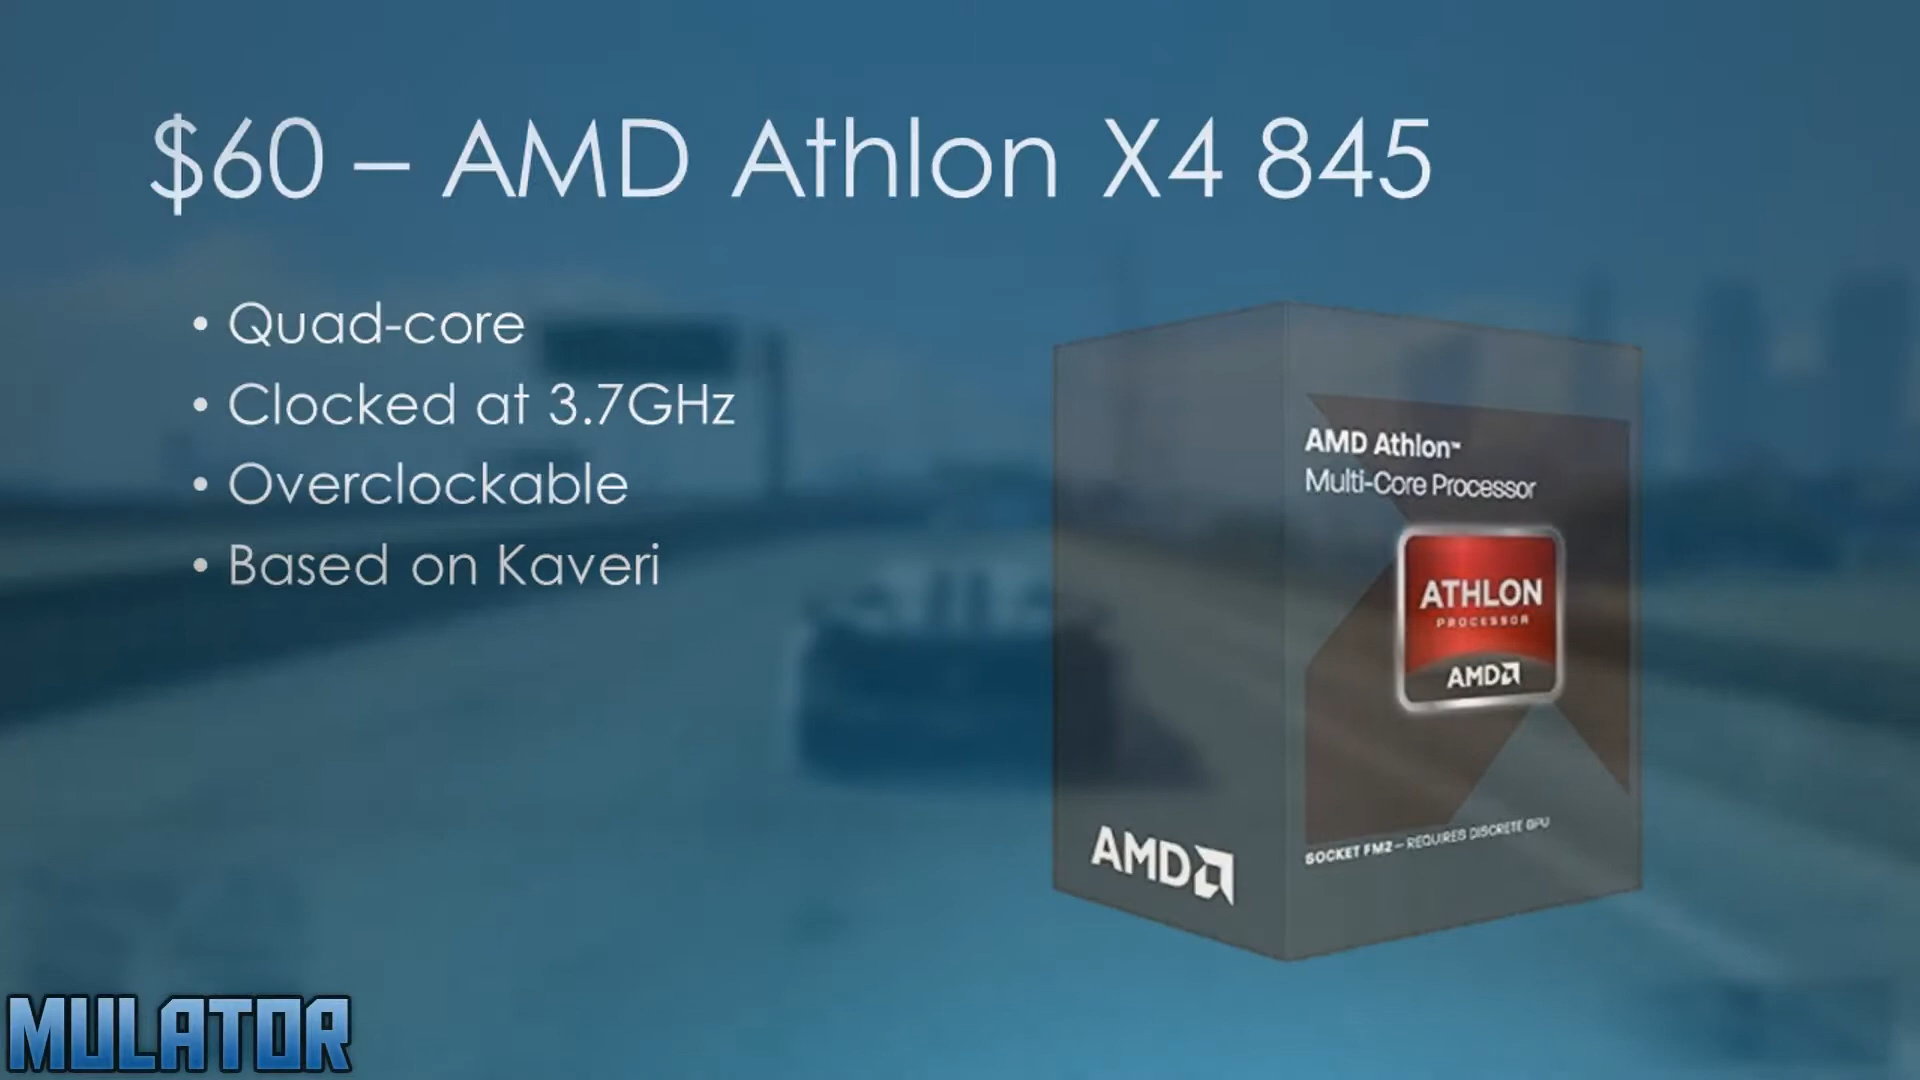 $60 – AMD Athlon X4 845
• Quad-core
• Clocked at 3.7GHz
• Overclockable
• Based on Kaveri
AMD Athlon™
Multi-Core Processor
ATHLON
PROCESSOR
AMD
SOCKET FM2 – REQUIRES DISCRETE GPU
AMD
MULATOR